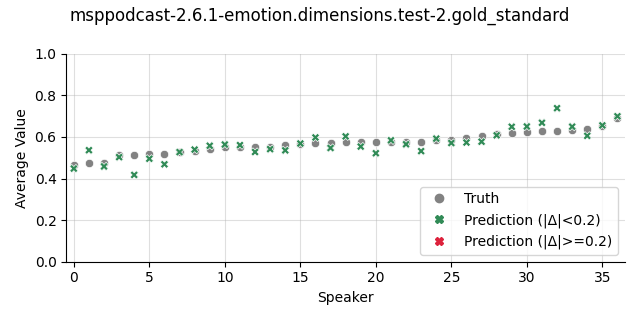 msppodcast-2.6.1-emotion.dimensions.test-2.gold_standard
1.0
0.8
0.6
0.4
0.2
0.0
Average Value
Truth
Prediction (|Δ|<0.2)
Prediction (|Δ|>=0.2)
0 5 10 15 20 25 30 35
Speaker